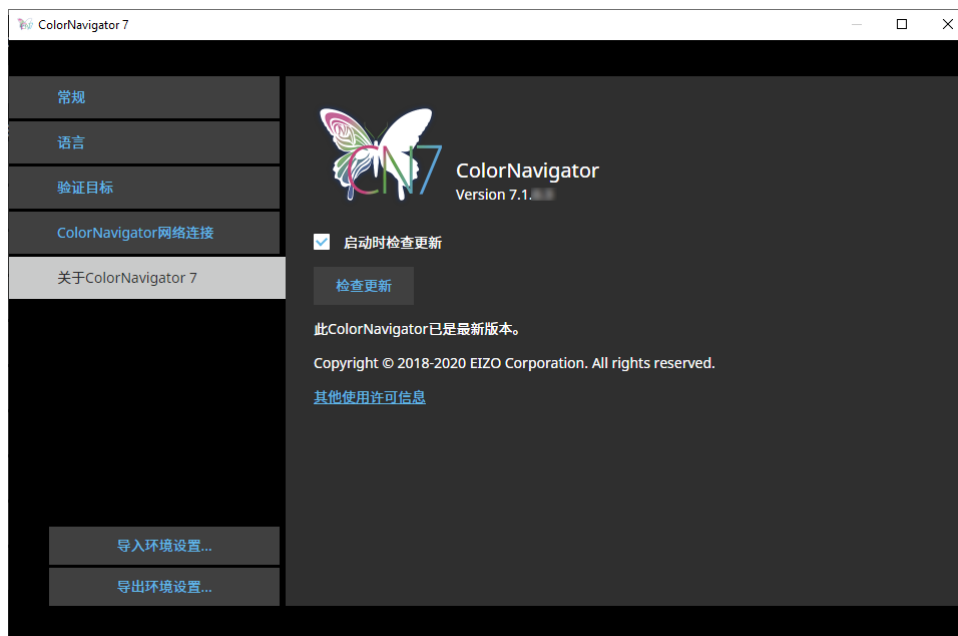 ColorNavigator 7
常规
语言
验证目标
ColorNavigator网络连接
关于ColorNavigator 7
导入环境设置...
导出环境设置...
CN7
ColorNavigator
Version 7.1.
启动时检查更新
检查更新
此ColorNavigator已是最新版本。
Copyright © 2018-2020 EIZO Corporation. All rights reserved.
其他使用许可信息